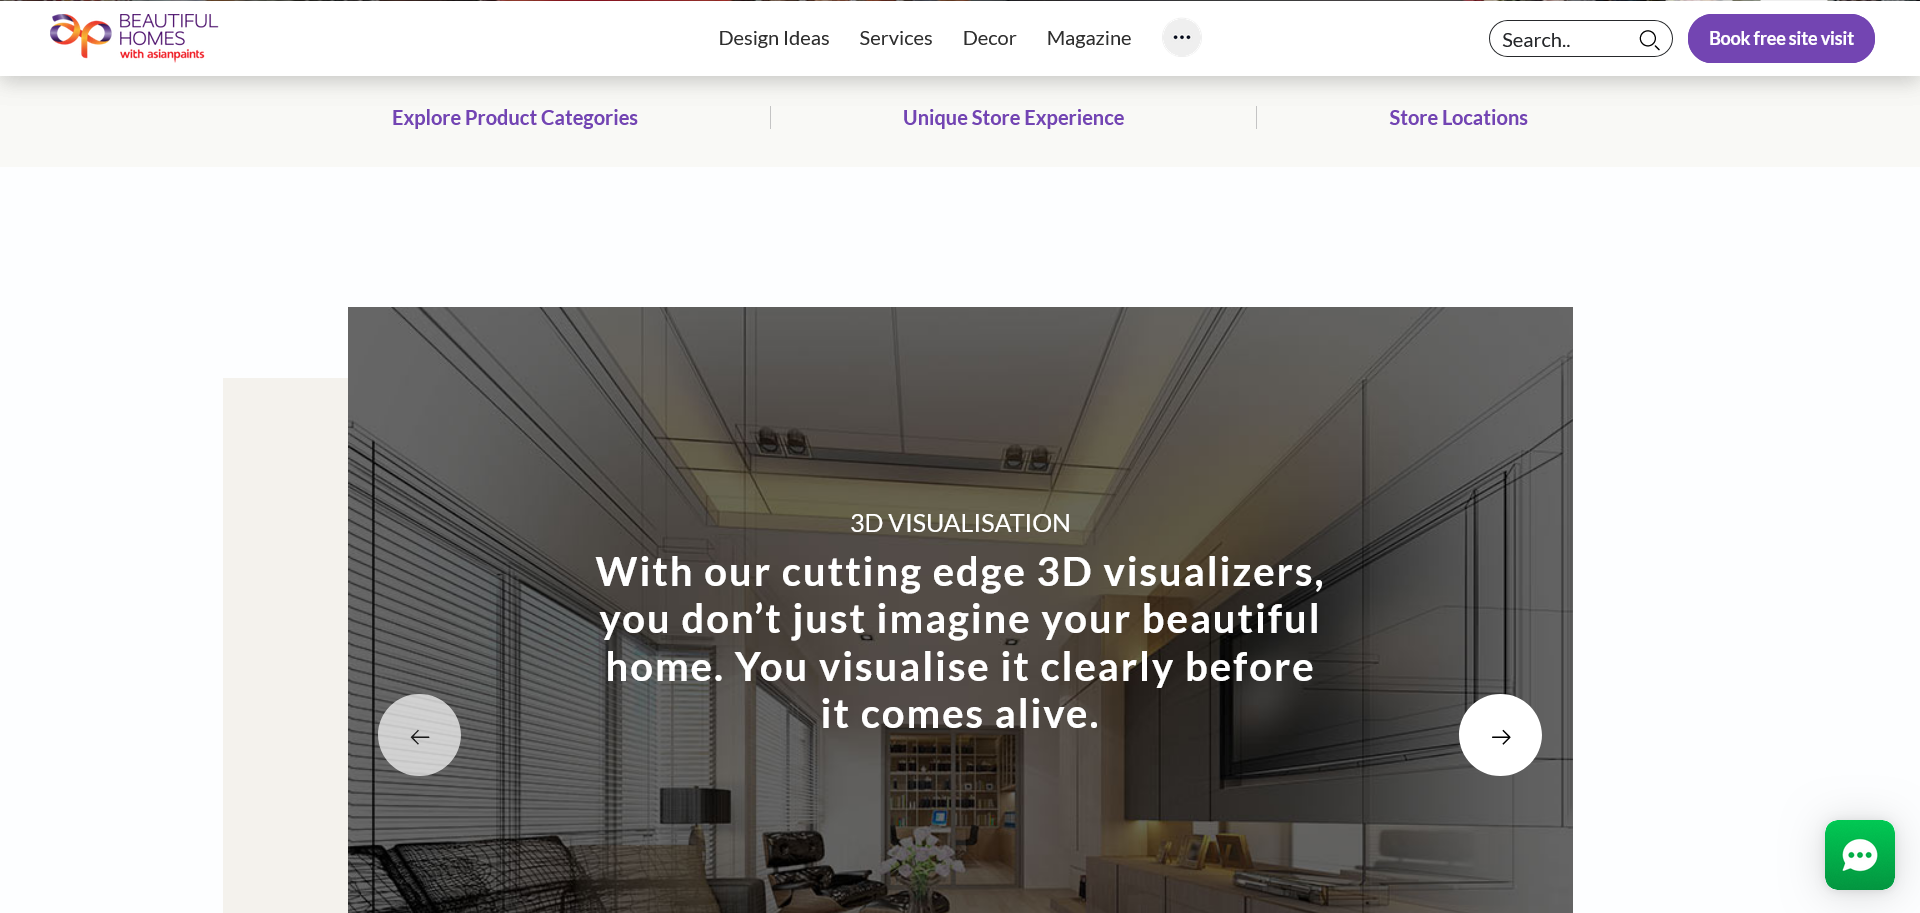 BEAUTIFUL
HOMES
with asianpaints
Design Ideas
Services
Decor
Magazine
Search..
Book free site visit
Explore Product Categories
Unique Store Experience
Store Locations
3D VISUALISATION
With our cutting edge 3D visualizers,
you don’t just imagine your beautiful
home. You visualise it clearly before
it comes alive.